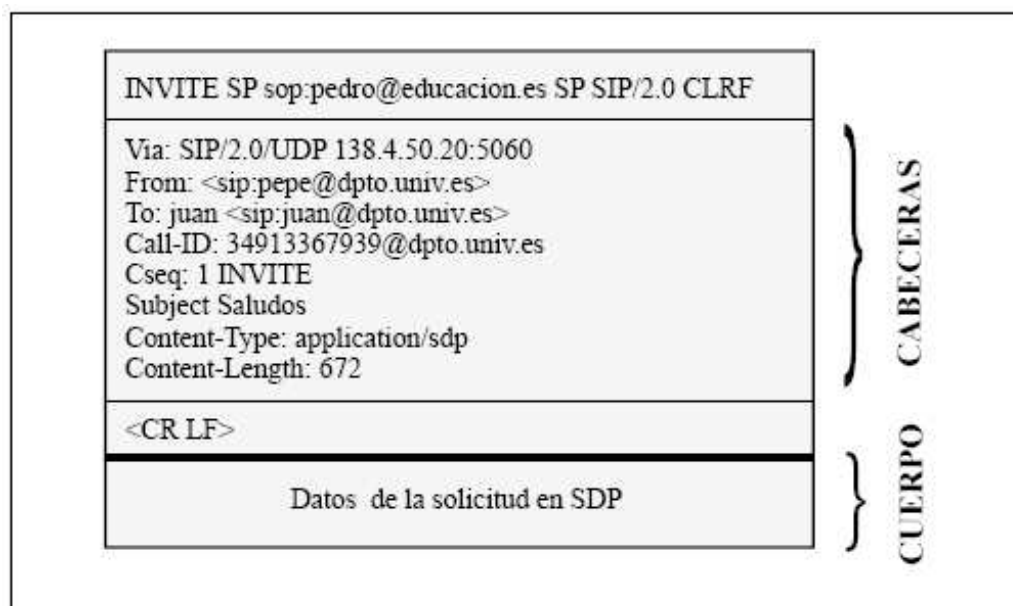 INVITE SP sop:pedro@educacion.es SP SIP/2.0 CLRF
Via: SIP/2.0/UDP 138.4.50.20:5060
From: <sip:pepe@dpto.univ.es>
To: juan <sip:juan@dpto.univ.es>
Call-ID: 34913367939@dpto.univ.es
Cseq: 1 INVITE
Subject Saludos
Content-Type: application/sdp
Content-Length: 672
CABECERAS
<CR LF>
Datos de la solicitud en SDP
CUERPO